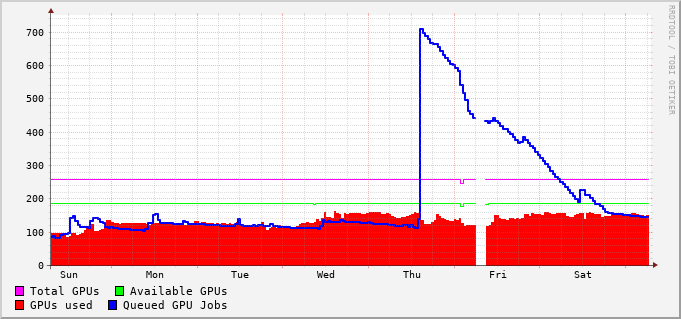 RRDTOOL / TOBI OETIKER
700
600
500
400
300
200
100
0
Sun Mon Tue Wed Thu Fri Sat
Total GPUs Available GPUs
GPUs used Queued GPU Jobs